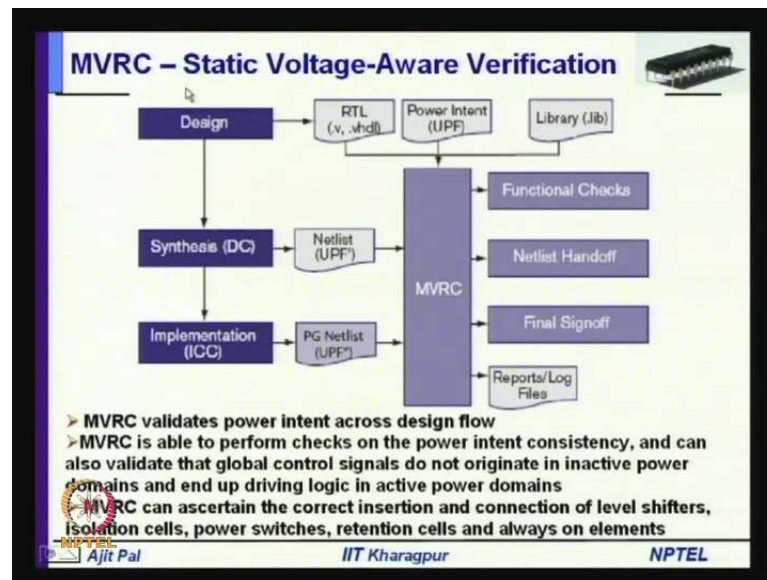 MVRC – Static Voltage-Aware Verification
Design
RTL
(.v, .vhdl)
Power Intent
(UPF)
Library (.lib)
Synthesis (DC)
Netlist
(UPF')
MVRC
Functional Checks
Netlist Handoff
Implementation
(ICC)
PG Netlist
(UPF")
Final Signoff
Reports/Log
Files
➢ MVRC validates power intent across design flow
➢MVRC is able to perform checks on the power intent consistency, and can
also validate that global control signals do not originate in inactive power
domains and end up driving logic in active power domains
➢ MVRC can ascertain the correct insertion and connection of level shifters,
isolation cells, power switches, retention cells and always on elements
NPTEL
Ajit Pal
IIT Kharagpur
NPTEL